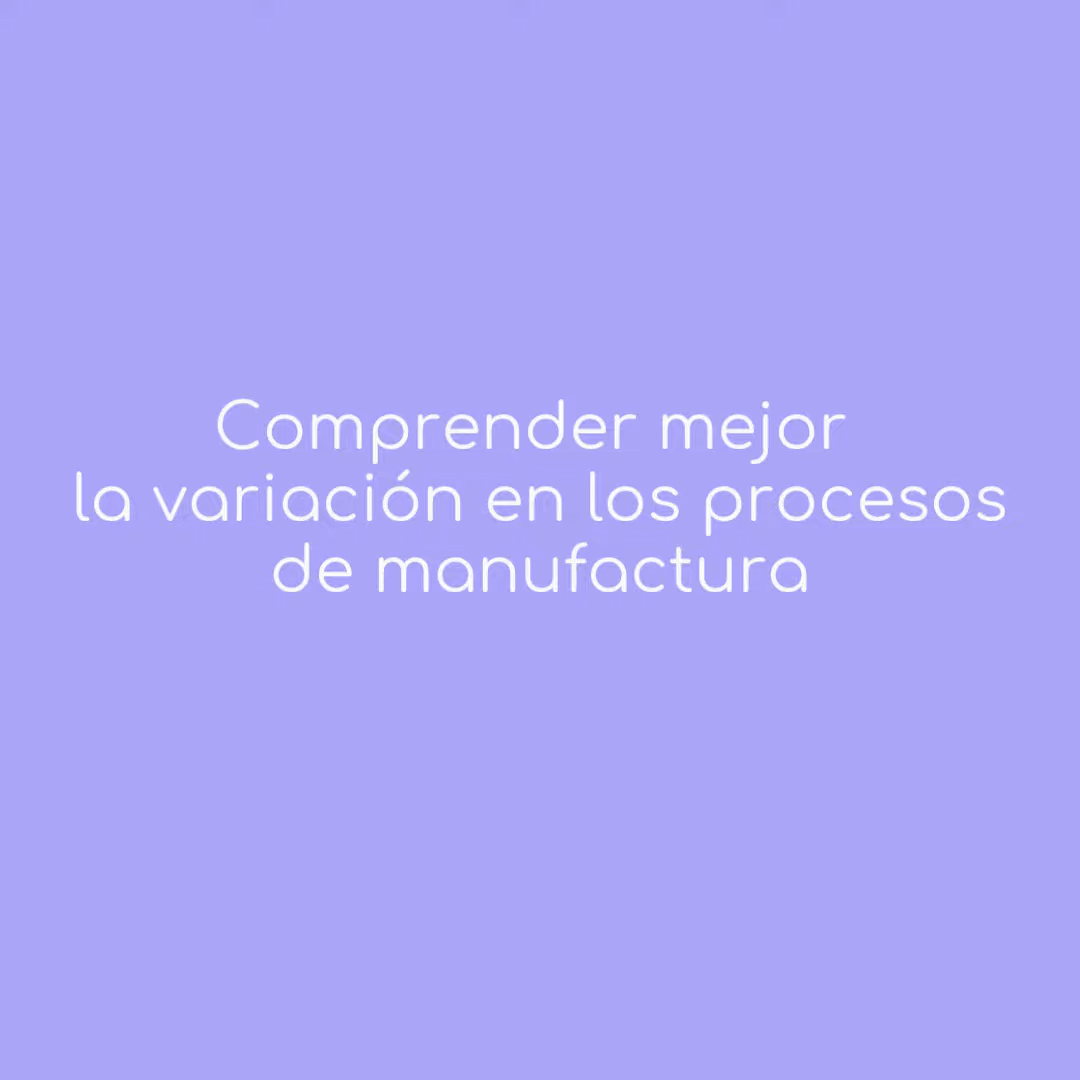 Comprender mejor
la variación en los procesos
de manufactura